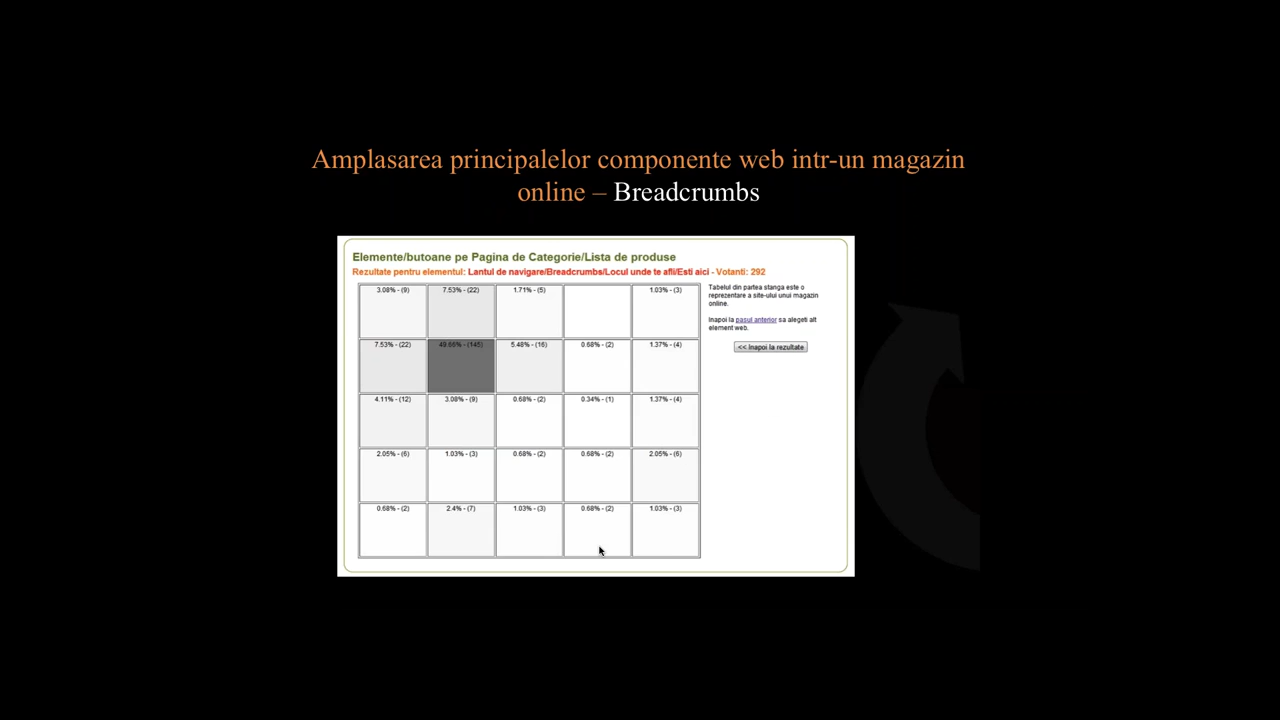 Amplasarea principalelor componente web intr-un magazin
online – Breadcrumbs
Elemente/butoane pe Pagina de Categorie/Lista de produse
Rezultate pentru elementul: Lantul de navigare/Breadcrumbs/Locul unde te afli/Esti aici - Votanti: 292
3.08% - (9) 7.53% - (22) 1.71% - (5) 1.03% - (3)
7.53% - (22) 49.66% - (145) 5.48% - (16) 0.68% - (2) 1.37% - (4)
4.11% - (12) 3.08% - (9) 0.68% - (2) 0.34% - (1) 1.37% - (4)
2.05% - (6) 1.03% - (3) 0.68% - (2) 0.68% - (2) 2.05% - (6)
0.68% - (2) 2.4% - (7) 1.03% - (3) 0.68% - (2) 1.03% - (3)
Tabelul din partea stanga este o
reprezentare a site-ului unui magazin
online.
Inapoi la pasul anterior sa alegeti alt
element web.
<< Inapoi la rezultate